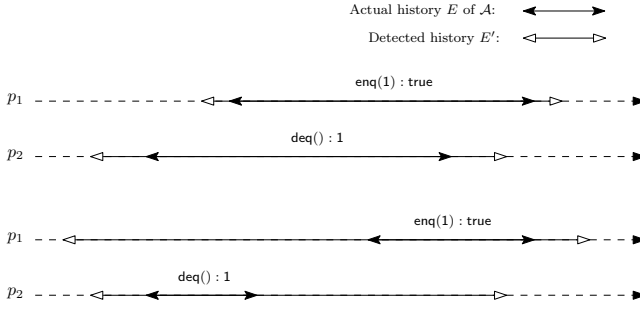 Actual history E of 𝒜:
Detected history E′:
enq(1) : true
p₁
deq() : 1
p₂
enq(1) : true
p₁
deq() : 1
p₂